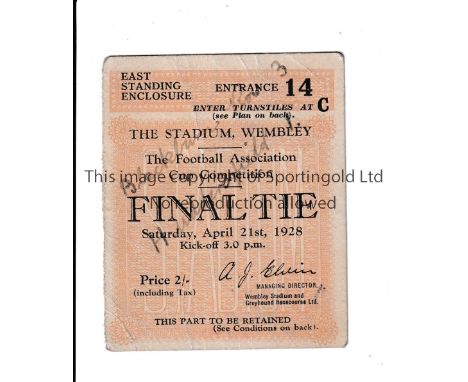 EAST
STANDING
ENCLOSURE
ENTRANCE 14
ENTER TURNSTILES AT C
(see Plan on back).
THE STADIUM, WEMBLEY
The Football Association
Cup Competition
This image copyright of Sportingold Ltd
No reproduction allowed
FINAL TIE
Saturday, April 21st, 1928
Kick-off 3.0 p.m.
Price 2/-
(including Tax)
A J. Elvin
MANAGING DIRECTOR,
Wembley Stadium and
Greyhound Racecourse Ltd.
THIS PART TO BE RETAINED
(See Conditions on back).